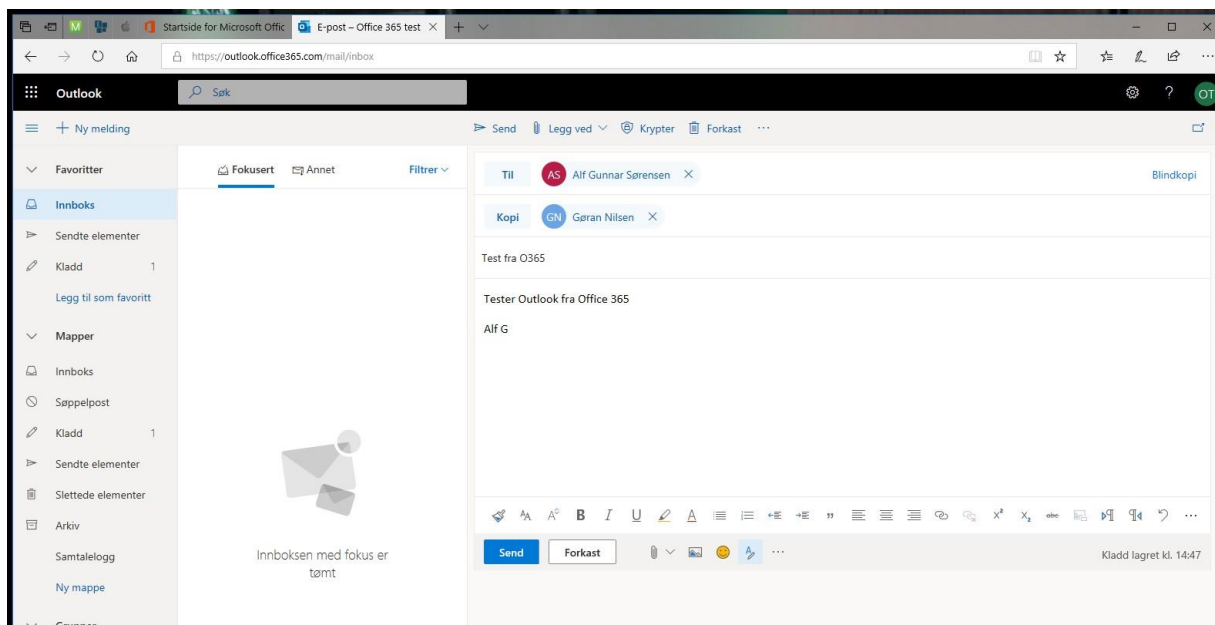 M Startside for Microsoft Offic E-post – Office 365 test
https://outlook.office365.com/mail/inbox
Outlook Søk ? OT
Ny melding Send Legg ved Krypter Forkast ...
Favoritter Fokusert Annet Filtrer Til AS Alf Gunnar Sørensen Blindkopi
Innboks Kopi GN Gøran Nilsen
Sendte elementer
Kladd 1 Test fra O365
Legg til som favoritt Tester Outlook fra Office 365
Alf G
Mapper
Innboks
Søppelpost
Kladd 1
Sendte elementer
Slettede elementer
Arkiv
Samtalelogg
Ny mappe
Innboksen med fokus er
tømt
B I U A x² x₂ abc
Send Forkast ... Kladd lagret kl. 14:47